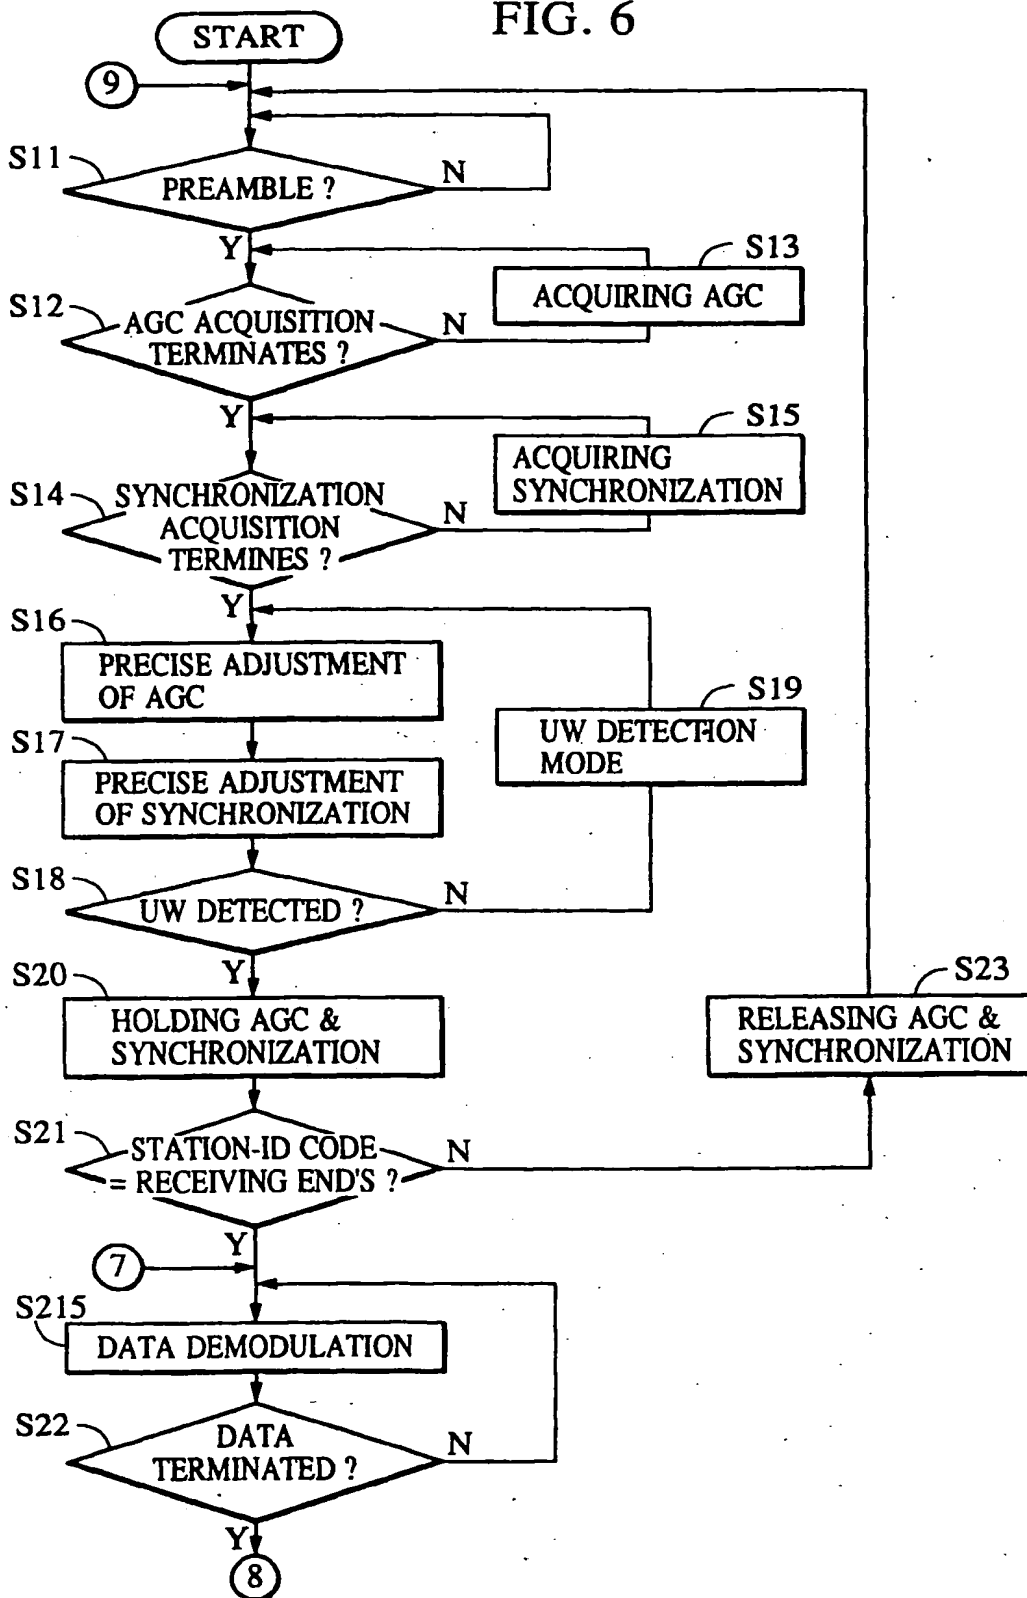 FIG. 6
START
9
S11
PREAMBLE ?
N
Y
S13
ACQUIRING AGC
S12
AGC ACQUISITION
TERMINATES ?
N
Y
S15
ACQUIRING
SYNCHRONIZATION
S14
SYNCHRONIZATION
ACQUISITION
TERMINES ?
N
Y
S16
PRECISE ADJUSTMENT
OF AGC
S19
UW DETECTION
MODE
S17
PRECISE ADJUSTMENT
OF SYNCHRONIZATION
S18
UW DETECTED ?
N
Y
S20
HOLDING AGC &
SYNCHRONIZATION
S23
RELEASING AGC &
SYNCHRONIZATION
S21
STATION-ID CODE
= RECEIVING END'S ?
N
Y
7
S215
DATA DEMODULATION
S22
DATA
TERMINATED ?
N
Y
8